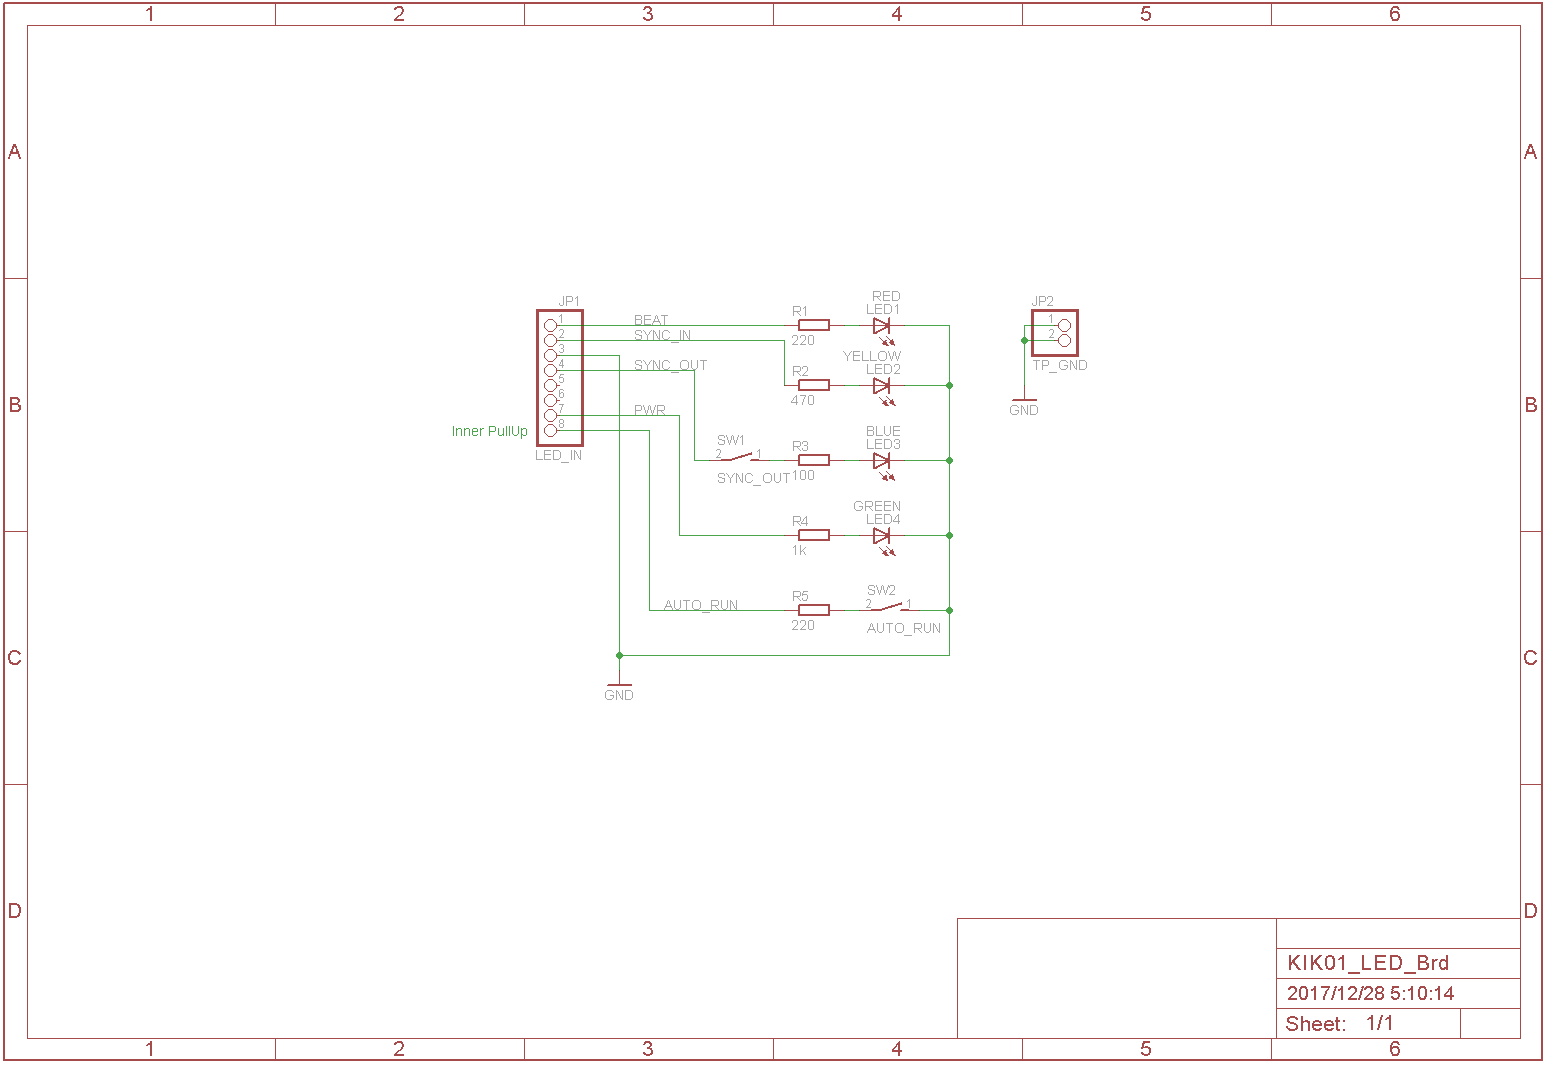 1 2 3 4 5 6
A A
RED
JP1 LED1 JP2
R1
1 BEAT 1
2 SYNC_IN 220 2
3
YELLOW
4 SYNC_OUT LED2 TP_GND
R2
5
6 470
B B
7 PWR GND
8
Inner PullUp BLUE
SW1 LED3
R3
LED_IN 2 1
SYNC_OUT 100
GREEN
R4 LED4
1k
SW2
R5
AUTO_RUN 2 1
220 AUTO_RUN
C C
GND
D D
KIK01_LED_Brd
2017/12/28 5:10:14
Sheet: 1/1
1 2 3 4 5 6